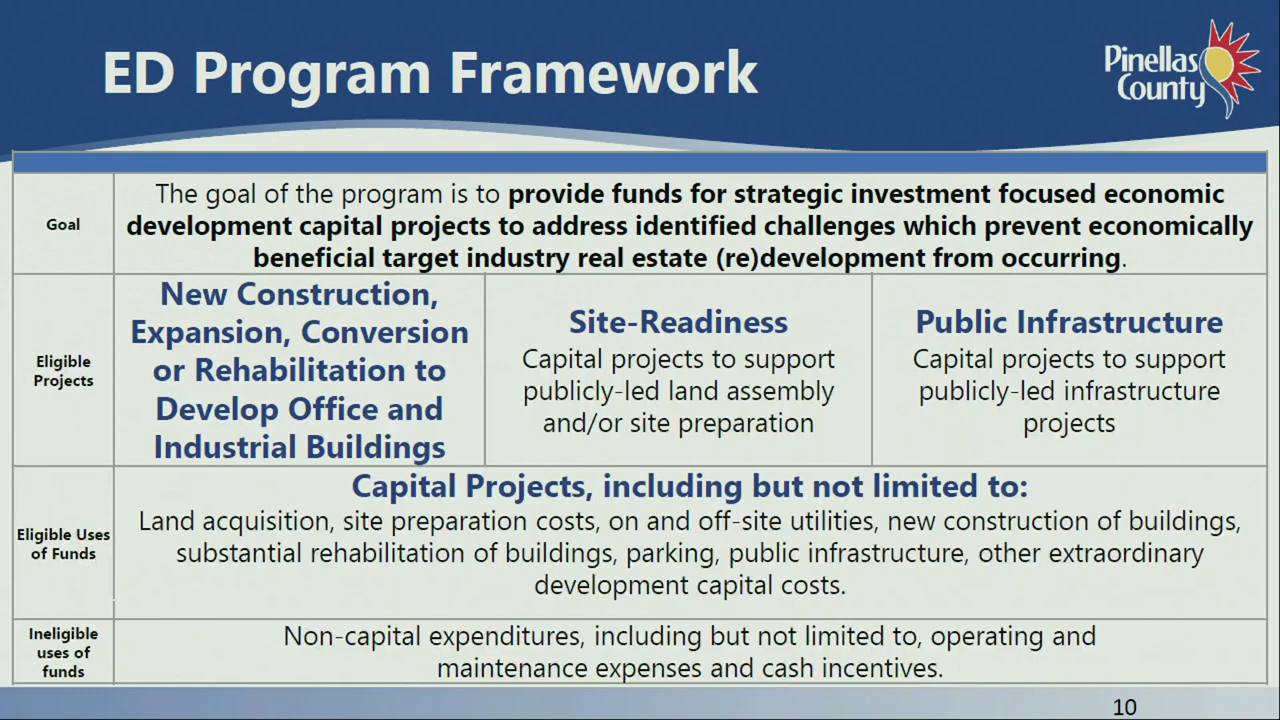 ED Program Framework
Pinellas
County
Goal
The goal of the program is to provide funds for strategic investment focused economic
development capital projects to address identified challenges which prevent economically
beneficial target industry real estate (re)development from occurring.
Eligible
Projects
New Construction,
Expansion, Conversion
or Rehabilitation to
Develop Office and
Industrial Buildings
Site-Readiness
Capital projects to support
publicly-led land assembly
and/or site preparation
Public Infrastructure
Capital projects to support
publicly-led infrastructure
projects
Eligible Uses
of Funds
Capital Projects, including but not limited to:
Land acquisition, site preparation costs, on and off-site utilities, new construction of buildings,
substantial rehabilitation of buildings, parking, public infrastructure, other extraordinary
development capital costs.
Ineligible
uses of
funds
Non-capital expenditures, including but not limited to, operating and
maintenance expenses and cash incentives.
10